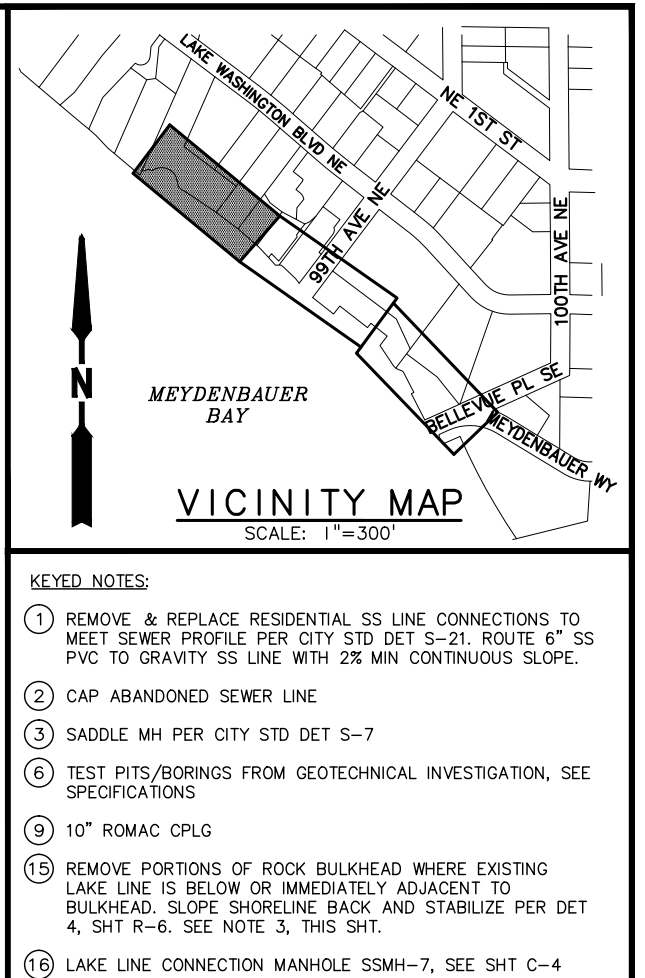 LAKE WASHINGTON BLVD NE
NE 1ST ST
99TH AVE NE
100TH AVE NE
N
MEYDENBAUER
BAY
BELLEVUE PL SE
MEYDENBAUER WY
VICINITY MAP
SCALE: 1"=300'
KEYED NOTES:
1 REMOVE & REPLACE RESIDENTIAL SS LINE CONNECTIONS TO
MEET SEWER PROFILE PER CITY STD DET S-21. ROUTE 6" SS
PVC TO GRAVITY SS LINE WITH 2% MIN CONTINUOUS SLOPE.
2 CAP ABANDONED SEWER LINE
3 SADDLE MH PER CITY STD DET S-7
6 TEST PITS/BORINGS FROM GEOTECHNICAL INVESTIGATION, SEE
SPECIFICATIONS
9 10" ROMAC CPLG
15 REMOVE PORTIONS OF ROCK BULKHEAD WHERE EXISTING
LAKE LINE IS BELOW OR IMMEDIATELY ADJACENT TO
BULKHEAD. SLOPE SHORELINE BACK AND STABILIZE PER DET
4, SHT R-6. SEE NOTE 3, THIS SHT.
16 LAKE LINE CONNECTION MANHOLE SSMH-7, SEE SHT C-4